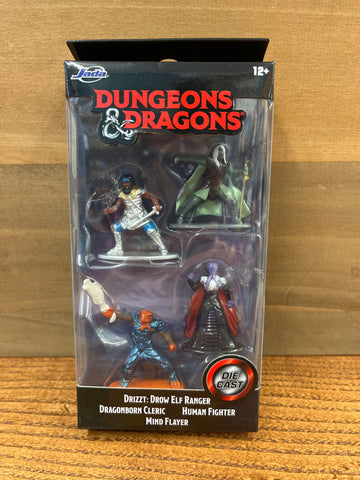 Jada
12+
DUNGEONS
& DRAGONS®
DIE
CAST
DRIZZT: DROW ELF RANGER
DRAGONBORN CLERIC HUMAN FIGHTER
MIND FLAYER